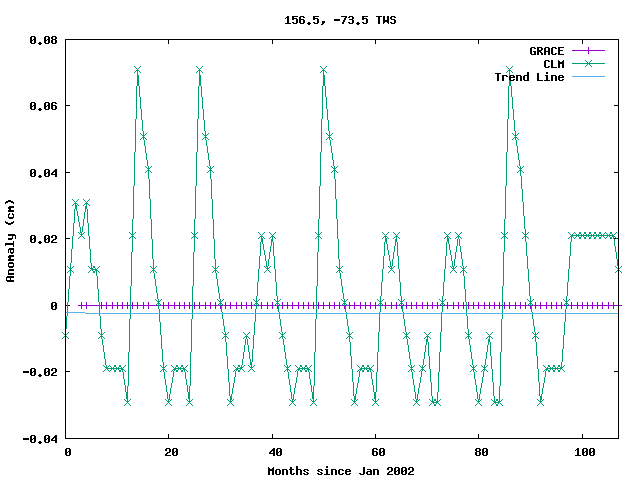 156.5, -73.5 TWS
0.08
0.06
0.04
0.02
0
-0.02
-0.04
Anomaly (cm)
GRACE
CLM
Trend Line
0 20 40 60 80 100
Months since Jan 2002